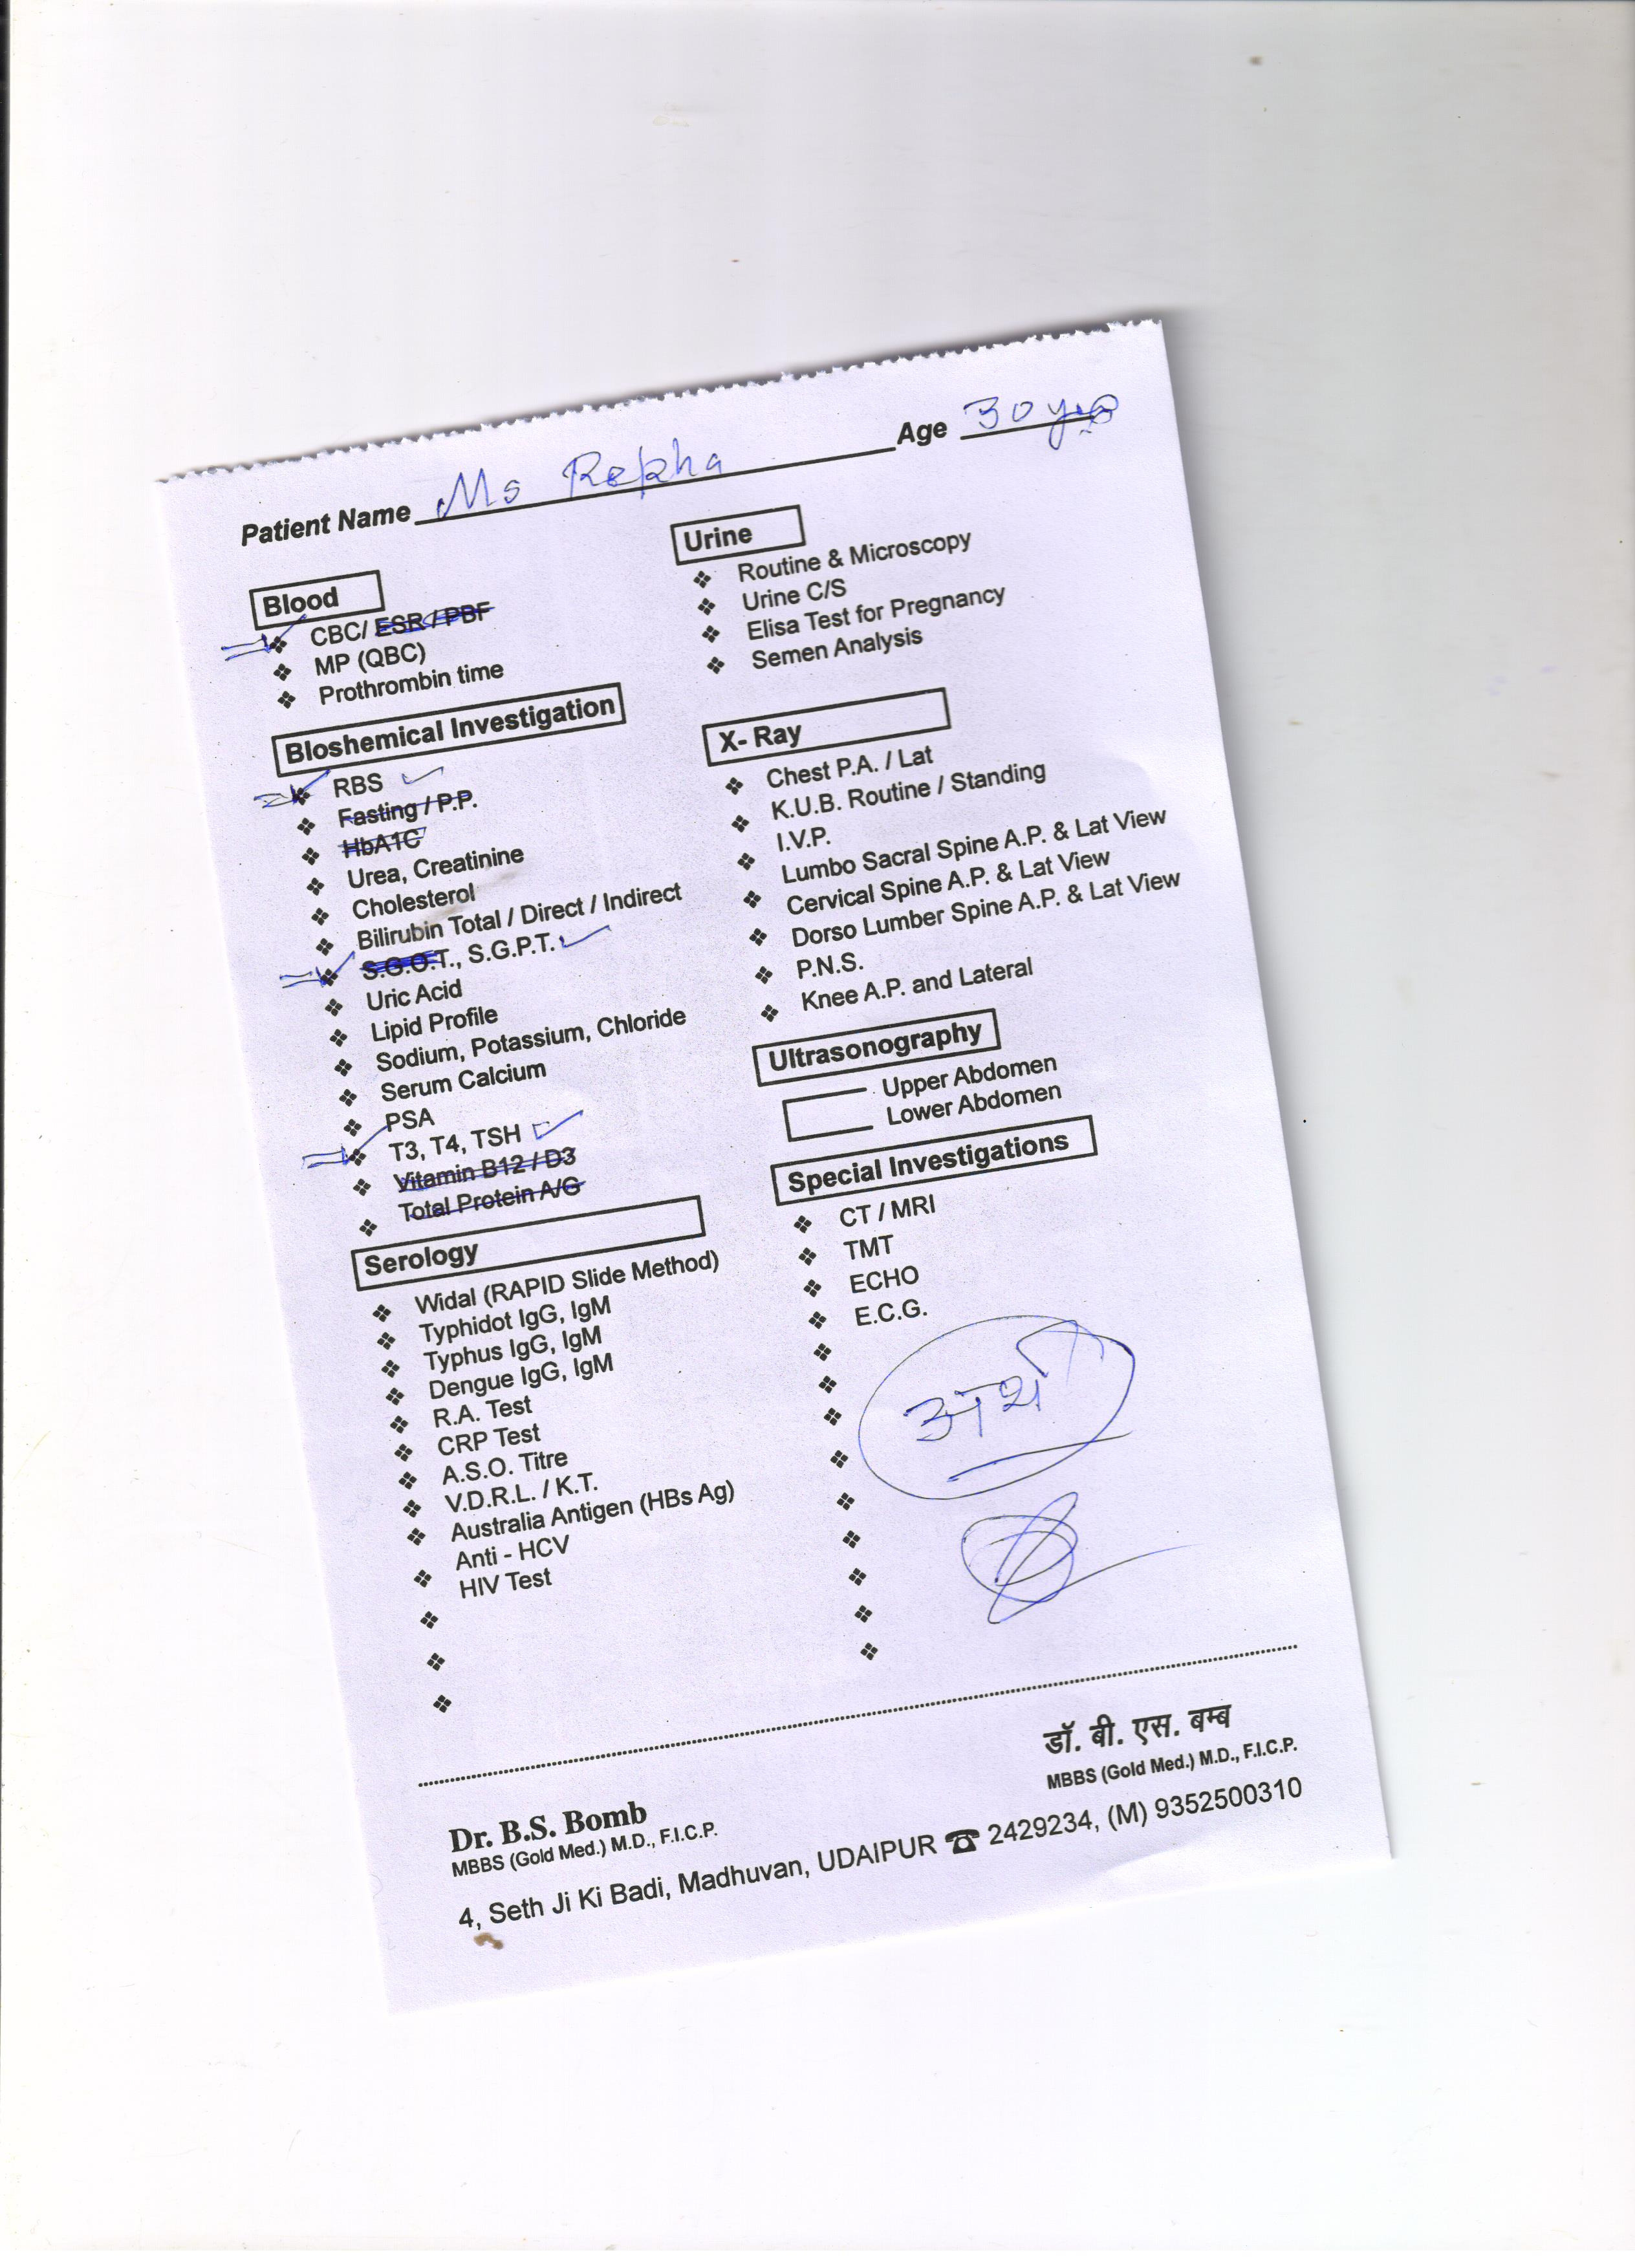 Patient Name Ms Rekha Age 30 yrs
Blood
CBC/ ESR / PBF
MP (QBC)
Prothrombin time
Bloshemical Investigation
RBS
Fasting / P.P.
HbA1C
Urea, Creatinine
Cholesterol
Bilirubin Total / Direct / Indirect
S.G.O.T., S.G.P.T.
Uric Acid
Lipid Profile
Sodium, Potassium, Chloride
Serum Calcium
PSA
T3, T4, TSH
Vitamin B12 / D3
Total Protein A/G
Serology
Widal (RAPID Slide Method)
Typhidot IgG, IgM
Typhus IgG, IgM
Dengue IgG, IgM
R.A. Test
CRP Test
A.S.O. Titre
V.D.R.L. / K.T.
Australia Antigen (HBs Ag)
Anti - HCV
HIV Test
Urine
Routine & Microscopy
Urine C/S
Elisa Test for Pregnancy
Semen Analysis
X- Ray
Chest P.A. / Lat
K.U.B. Routine / Standing
I.V.P.
Lumbo Sacral Spine A.P. & Lat View
Cervical Spine A.P. & Lat View
Dorso Lumber Spine A.P. & Lat View
P.N.S.
Knee A.P. and Lateral
Ultrasonography
Upper Abdomen
Lower Abdomen
Special Investigations
CT / MRI
TMT
ECHO
E.C.G.
डॉ. बी. एस. बम्ब
MBBS (Gold Med.) M.D., F.I.C.P.
Dr. B.S. Bomb
MBBS (Gold Med.) M.D., F.I.C.P.
4, Seth Ji Ki Badi, Madhuvan, UDAIPUR ☎ 2429234, (M) 9352500310